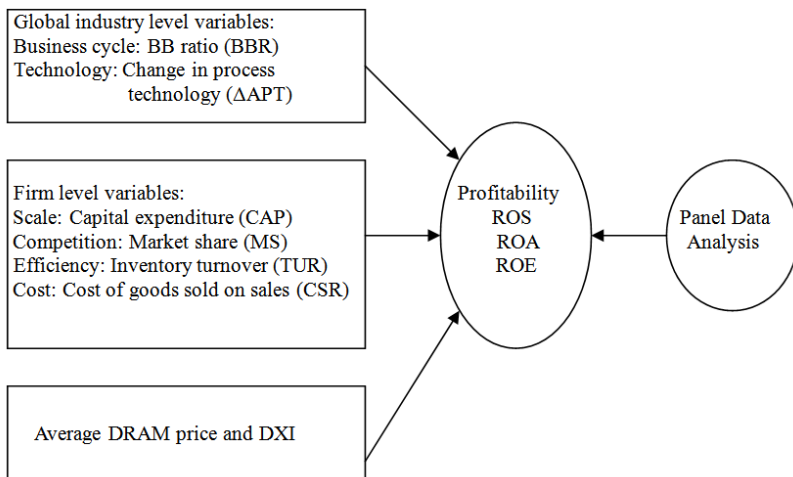 Global industry level variables:
Business cycle: BB ratio (BBR)
Technology: Change in process
technology (ΔAPT)
Firm level variables:
Scale: Capital expenditure (CAP)
Competition: Market share (MS)
Efficiency: Inventory turnover (TUR)
Cost: Cost of goods sold on sales (CSR)
Average DRAM price and DXI
Profitability
ROS
ROA
ROE
Panel Data
Analysis